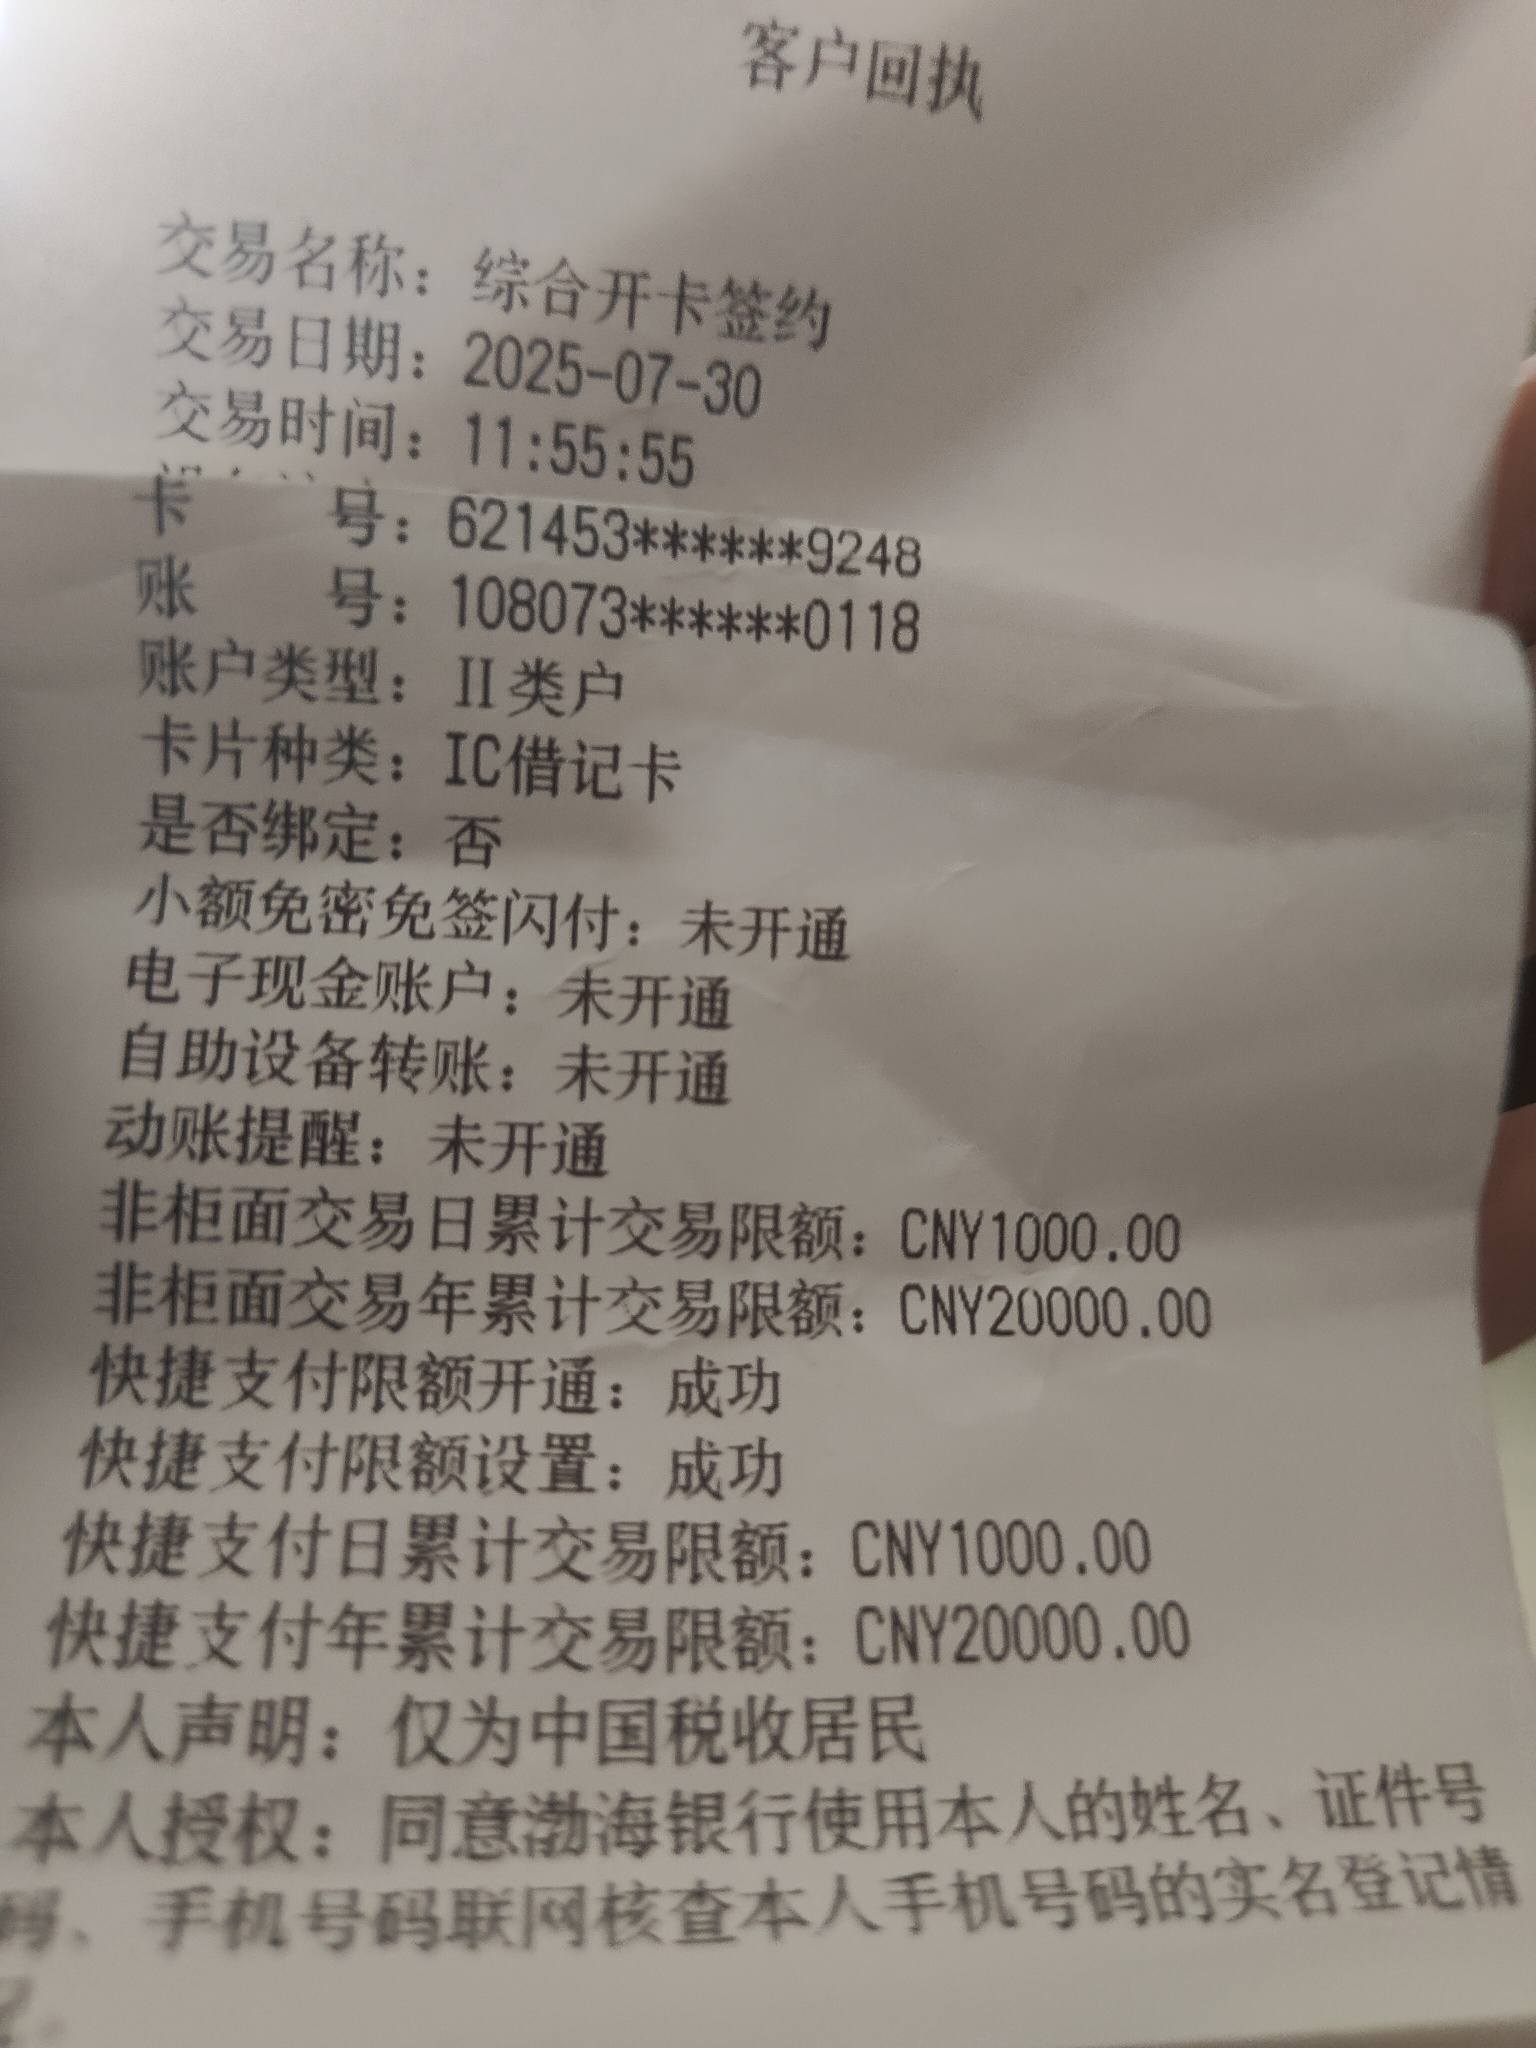 客户回执
交易名称：综合开卡签约
交易日期：2025-07-30
交易时间：11:55:55
卡 号：621453******9248
账 号：108073******0118
账户类型：II类户
卡片种类：IC借记卡
是否绑定：否
小额免密免签闪付：未开通
电子现金账户：未开通
自助设备转账：未开通
动账提醒：未开通
非柜面交易日累计交易限额：CNY1000.00
非柜面交易年累计交易限额：CNY20000.00
快捷支付限额开通：成功
快捷支付限额设置：成功
快捷支付日累计交易限额：CNY1000.00
快捷支付年累计交易限额：CNY20000.00
本人声明：仅为中国税收居民
本人授权：同意渤海银行使用本人的姓名、证件号
码、手机号码联网核查本人手机号码的实名登记情